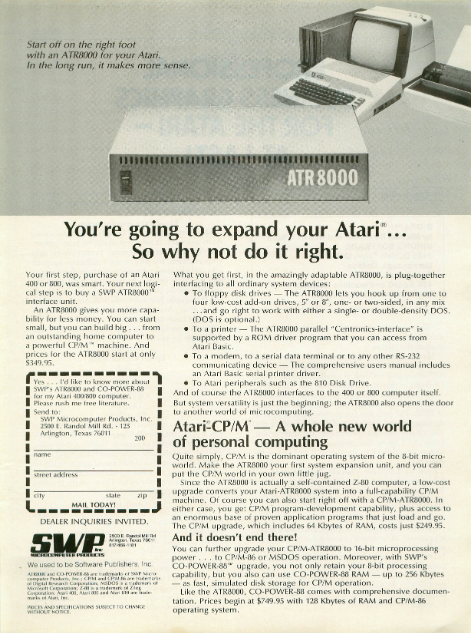 Start off on the right foot
with an ATR8000 for your Atari.
In the long run, it makes more sense.
ATR8000
You're going to expand your Atari®...
So why not do it right.
Your first step, purchase of an Atari
400 or 800, was smart. Your next logi-
cal step is to buy a SWP ATR8000™
interface unit.
An ATR8000 gives you more capa-
bility for less money. You can start
small, but you can build big . . . from
an outstanding home computer to
a powerful CP/M™ machine. And
prices for the ATR8000 start at only
$349.95.
Yes . . . I'd like to know more about
SWP's ATR8000 and CO-POWER-88
for my Atari 400/800 computer.
Please rush me free literature.
Send to:
SWP Microcomputer Products, Inc.
2500 E. Randol Mill Rd. - 125
Arlington, Texas 76011
200
name
street address
city state zip
MAIL TODAY!
DEALER INQUIRIES INVITED.
SWP inc
MICROCOMPUTER PRODUCTS
2500 E. Randol Mill Rd
Arlington, Texas 76011
We used to be Software Publishers, Inc.
PRICES AND SPECIFICATIONS SUBJECT TO CHANGE
WITHOUT NOTICE.
What you get first, in the amazingly adaptable ATR8000, is plug-together
interfacing to all ordinary system devices:
● To floppy disk drives — The ATR8000 lets you hook up from one to
four low-cost add-on drives, 5" or 8", one- or two-sided, in any mix
. . .and go right to work with either a single- or double-density DOS.
(DOS is optional.)
● To a printer — The ATR8000 parallel "Centronics-interface" is
supported by a ROM driver program that you can access from
Atari Basic.
● To a modem, to a serial data terminal or to any other RS-232
communicating device — The comprehensive users manual includes
an Atari Basic serial printer driver.
● To Atari peripherals such as the 810 Disk Drive.
And of course the ATR8000 interfaces to the 400 or 800 computer itself.
But system versatility is just the beginning; the ATR8000 also opens the door
to another world of microcomputing.
Atari-CP/M — A whole new world
of personal computing
Quite simply, CP/M is the dominant operating system of the 8-bit micro-
world. Make the ATR8000 your first system expansion unit, and you can
put the CP/M world in your own little jug.
Since the ATR8000 is actually a self-contained Z-80 computer, a low-cost
upgrade converts your Atari-ATR8000 system into a full-capability CP/M
machine. Of course you can also start right off with a CP/M-ATR8000. In
either case, you get CP/M program-development capability, plus access to
an enormous base of proven application programs that just load and go.
The CP/M upgrade, which includes 64 Kbytes of RAM, costs just $249.95.
And it doesn't end there!
You can further upgrade your CP/M-ATR8000 to 16-bit microprocessing
power . . . to CP/M-86 or MSDOS operation. Moreover, with SWP's
CO-POWER-88™ upgrade, you not only retain your 8-bit processing
capability, but you also can use CO-POWER-88 RAM — up to 256 Kbytes
— as fast, simulated disk storage for CP/M operation.
Like the ATR8000, CO-POWER-88 comes with comprehensive documen-
tation. Prices begin at $749.95 with 128 Kbytes of RAM and CP/M-86
operating system.